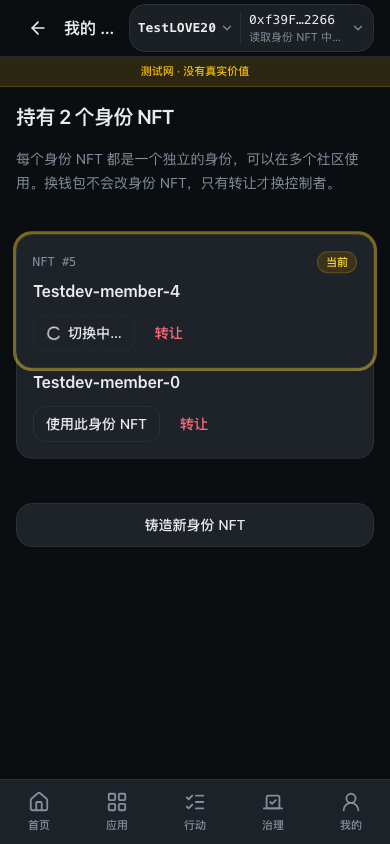 我的 ...
TestLOVE20
0xf39F…2266
读取身份 NFT 中…
测试网 · 没有真实价值
持有 2 个身份 NFT
每个身份 NFT 都是一个独立的身份，可以在多个社区使
用。换钱包不会改身份 NFT，只有转让才换控制者。
NFT #5
当前
Testdev-member-4
切换中...
转让
Testdev-member-0
使用此身份 NFT
转让
铸造新身份 NFT
首页
应用
行动
治理
我的